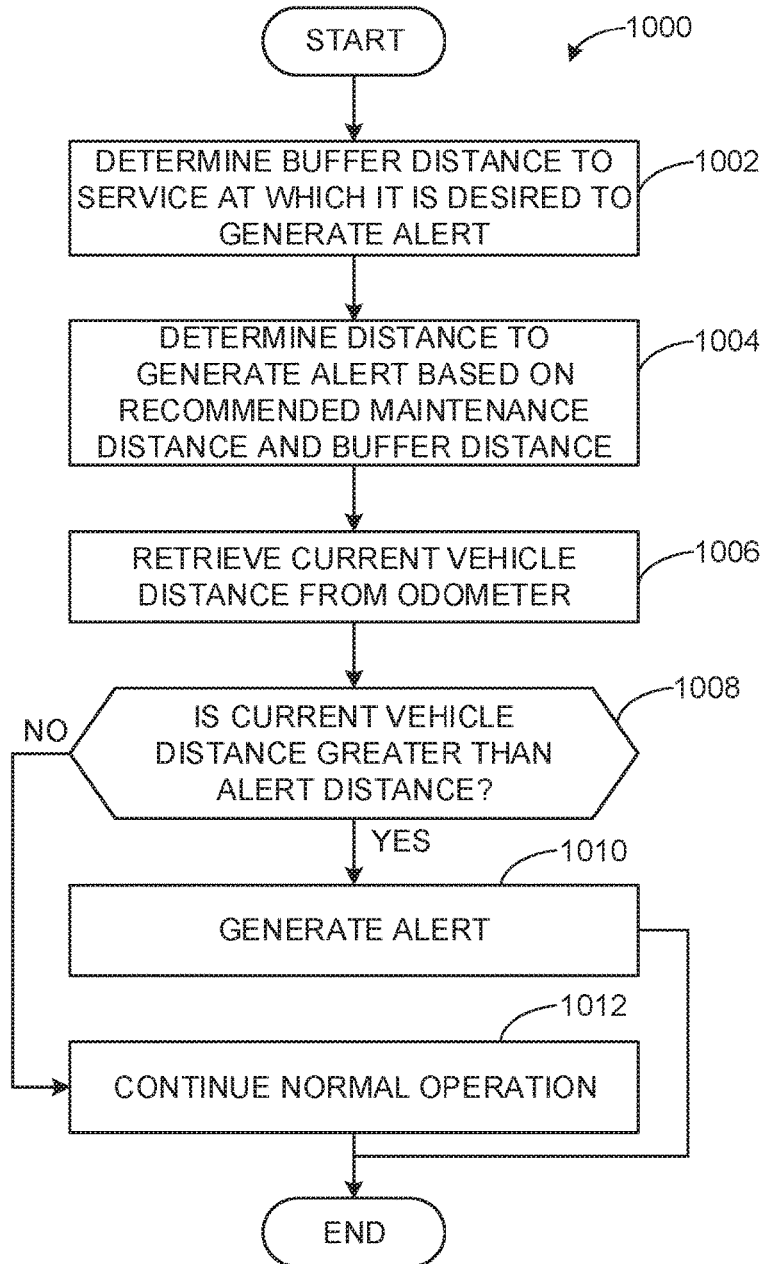 START
1000
DETERMINE BUFFER DISTANCE TO
SERVICE AT WHICH IT IS DESIRED TO
GENERATE ALERT
1002
DETERMINE DISTANCE TO
GENERATE ALERT BASED ON
RECOMMENDED MAINTENANCE
DISTANCE AND BUFFER DISTANCE
1004
RETRIEVE CURRENT VEHICLE
DISTANCE FROM ODOMETER
1006
IS CURRENT VEHICLE
DISTANCE GREATER THAN
ALERT DISTANCE?
1008
NO
YES
1010
GENERATE ALERT
1012
CONTINUE NORMAL OPERATION
END